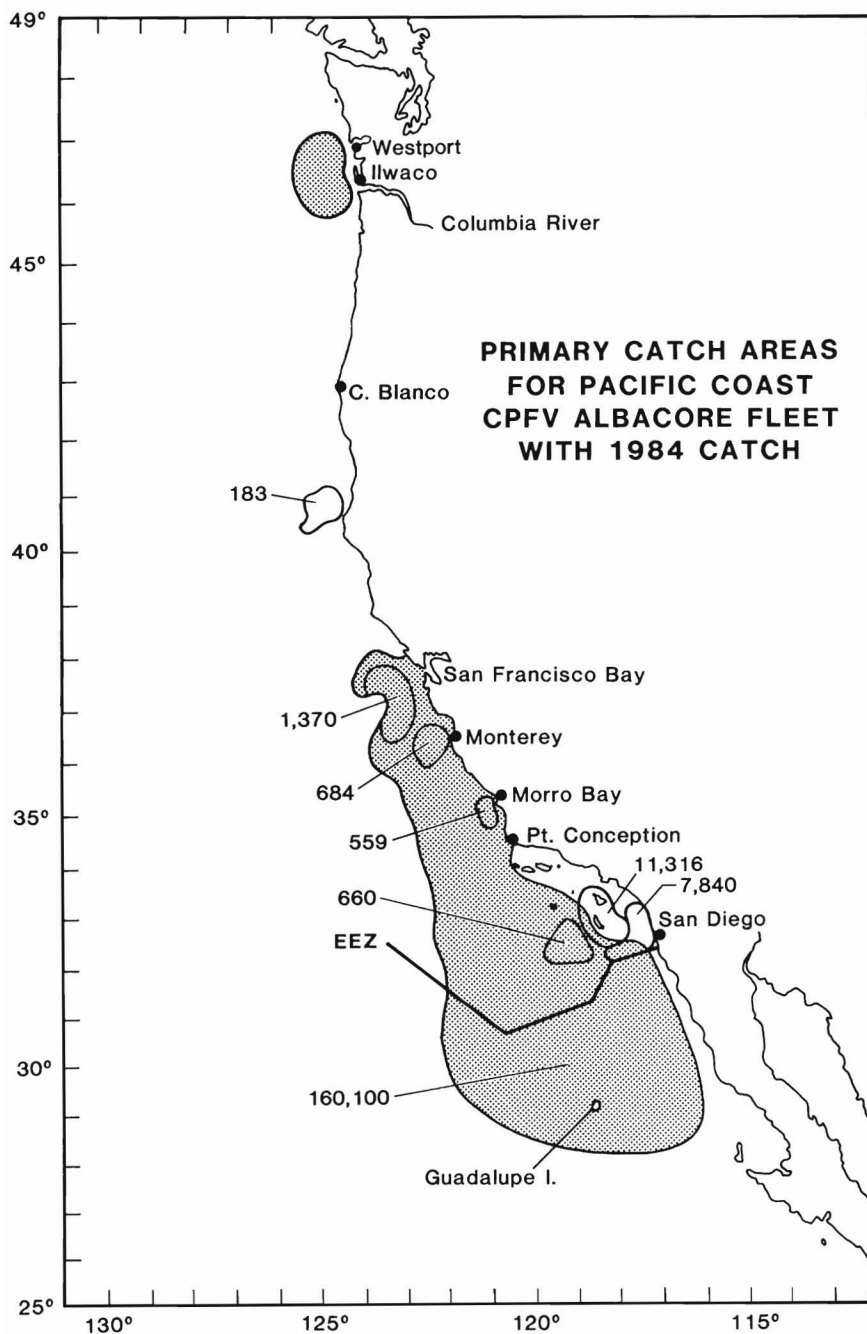 49°
Westport
Ilwaco
Columbia River
45°
PRIMARY CATCH AREAS
FOR PACIFIC COAST
CPFV ALBACORE FLEET
WITH 1984 CATCH
C. Blanco
183
40°
San Francisco Bay
1,370
Monterey
684
Morro Bay
35°
559
Pt. Conception
11,316
7,840
660
San Diego
EEZ
30°
160,100
Guadalupe I.
25°
130° 125° 120° 115°